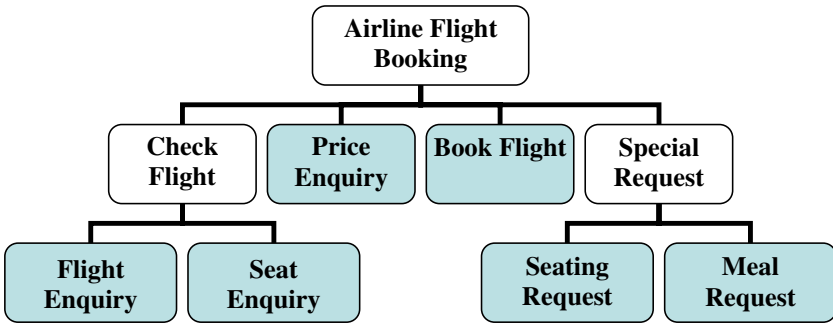 Airline Flight
Booking
Check
Flight
Price
Enquiry
Book Flight
Special
Request
Flight
Enquiry
Seat
Enquiry
Seating
Request
Meal
Request